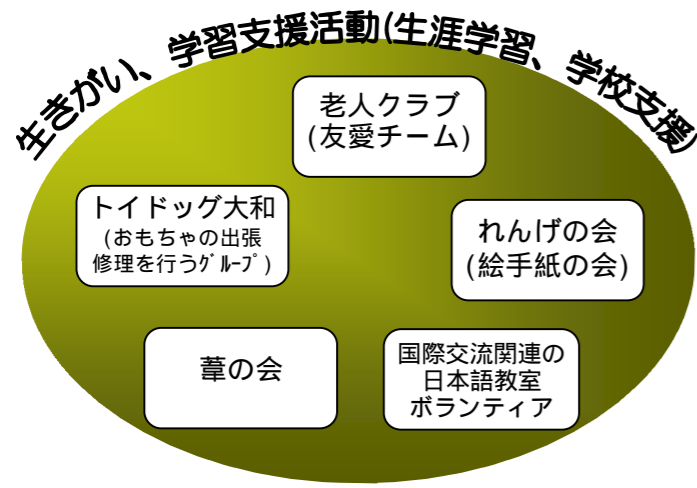 生きがい、学習支援活動(生涯学習、学校支援)
老人クラブ
(友愛チーム)
トイドッグ大和
(おもちゃの出張
修理を行うｸﾞﾙｰﾌﾟ)
れんげの会
(絵手紙の会)
葦の会
国際交流関連の
日本語教室
ボランティア